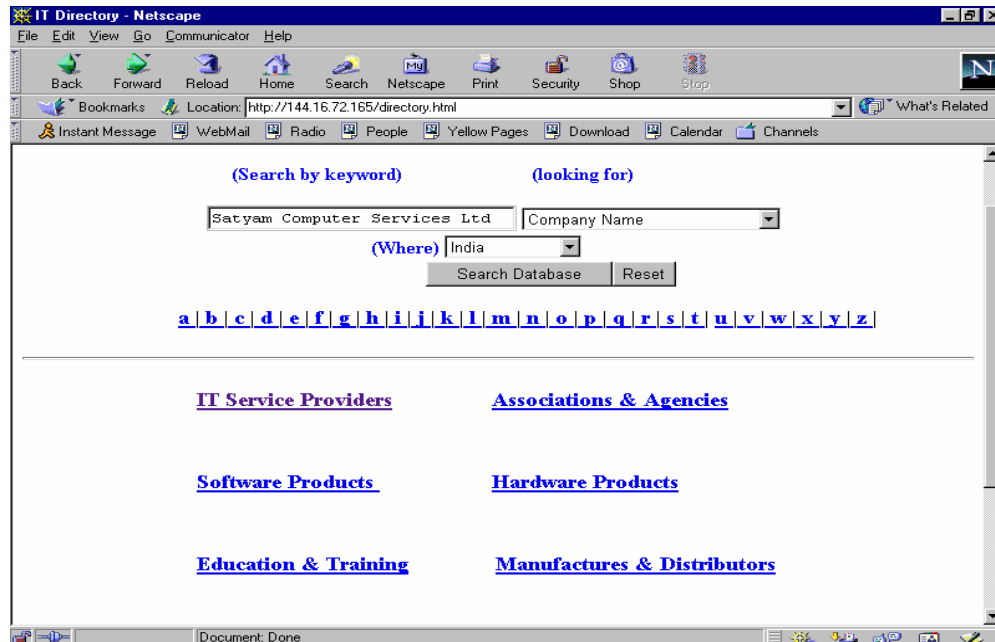 IT Directory - Netscape
File Edit View Go Communicator Help
Back Forward Reload Home Search Netscape Print Security Shop Stop
Bookmarks Location: http://144.16.72.165/directory.html What's Related
Instant Message WebMail Radio People Yellow Pages Download Calendar Channels
(Search by keyword) (looking for)
Satyam Computer Services Ltd Company Name
(Where) India
Search Database Reset
a | b | c | d | e | f | g | h | i | j | k | l | m | n | o | p | q | r | s | t | u | v | w | x | y | z |
IT Service Providers Associations & Agencies
Software Products Hardware Products
Education & Training Manufactures & Distributors
Document: Done